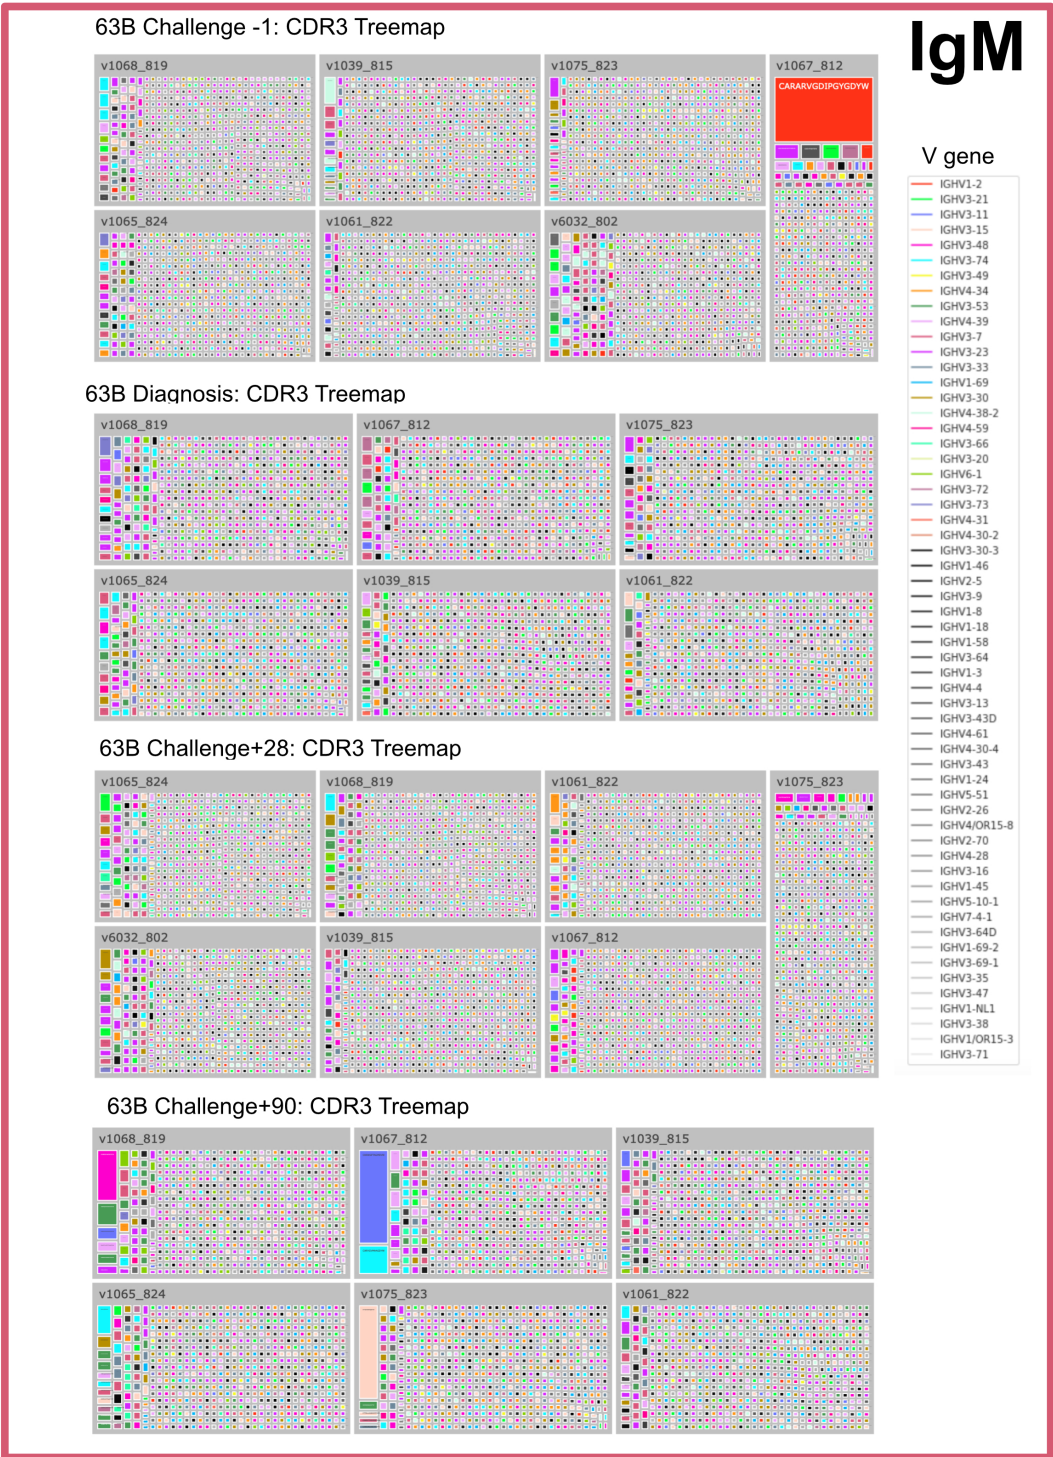 63B Challenge -1: CDR3 Treemap
IgM
v1068_819
v1039_815
v1075_823
v1067_812
CARARVGDIPGYGDYW
v1065_824
v1061_822
v6032_802
63B Diagnosis: CDR3 Treemap
v1068_819
v1067_812
v1075_823
v1065_824
v1039_815
v1061_822
63B Challenge+28: CDR3 Treemap
v1065_824
v1068_819
v1061_822
v1075_823
v6032_802
v1039_815
v1067_812
63B Challenge+90: CDR3 Treemap
v1068_819
v1067_812
v1039_815
v1065_824
v1075_823
v1061_822
V gene
IGHV1-2
IGHV3-21
IGHV3-11
IGHV3-15
IGHV3-48
IGHV3-74
IGHV3-49
IGHV4-34
IGHV3-53
IGHV4-39
IGHV3-7
IGHV3-23
IGHV3-33
IGHV1-69
IGHV3-30
IGHV4-38-2
IGHV4-59
IGHV3-66
IGHV3-20
IGHV6-1
IGHV3-72
IGHV3-73
IGHV4-31
IGHV4-30-2
IGHV3-30-3
IGHV1-46
IGHV2-5
IGHV3-9
IGHV1-8
IGHV1-18
IGHV1-58
IGHV3-64
IGHV1-3
IGHV4-4
IGHV3-13
IGHV3-43D
IGHV4-61
IGHV4-30-4
IGHV3-43
IGHV1-24
IGHV5-51
IGHV2-26
IGHV4/OR15-8
IGHV2-70
IGHV4-28
IGHV3-16
IGHV1-45
IGHV5-10-1
IGHV7-4-1
IGHV3-64D
IGHV1-69-2
IGHV3-69-1
IGHV3-35
IGHV3-47
IGHV1-NL1
IGHV3-38
IGHV1/OR15-3
IGHV3-71